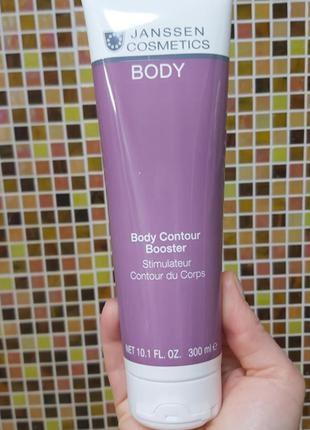 JANSSEN
COSMETICS
BODY
Body Contour
Booster
Stimulateur
Contour du Corps
NET 10.1 FL. OZ. 300 ml ℮